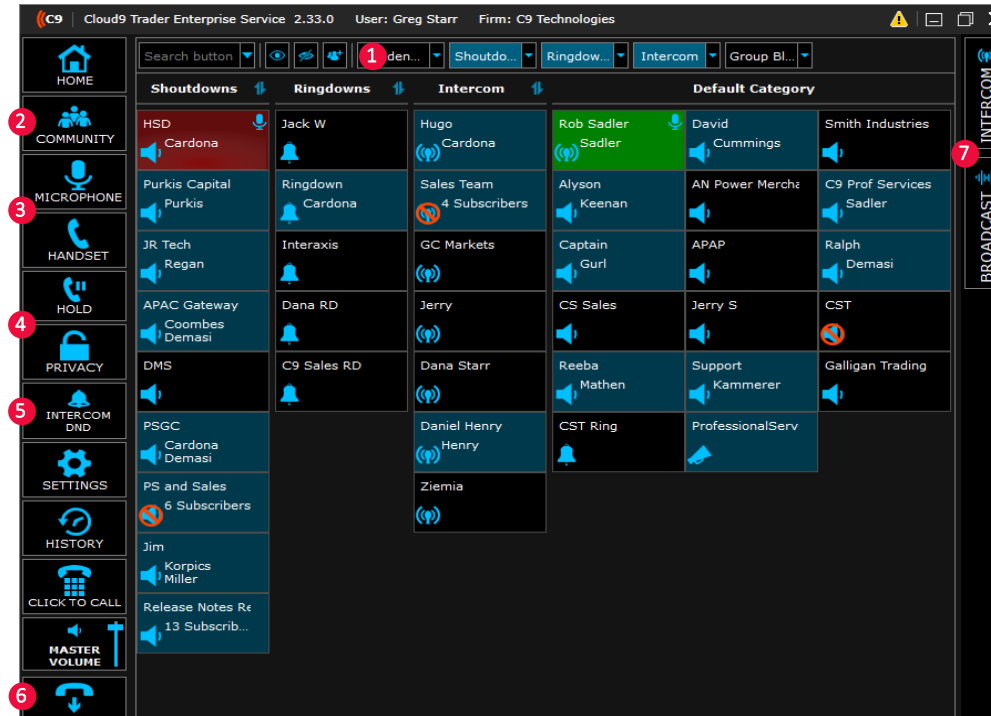 C9 Cloud9 Trader Enterprise Service 2.33.0 User: Greg Starr Firm: C9 Technologies
Search button 1 den... Shoutdo... Ringdow... Intercom Group Bl...
Shoutdowns Ringdowns Intercom Default Category
HOME
2
COMMUNITY
MICROPHONE
3
HANDSET
HOLD
4
PRIVACY
5
INTERCOM
DND
SETTINGS
HISTORY
CLICK TO CALL
MASTER
VOLUME
6
HSD
Cardona
Purkis Capital
Purkis
JR Tech
Regan
APAC Gateway
Coombes
Demasi
DMS
PSGC
Cardona
Demasi
PS and Sales
6 Subscribers
Jim
Korpics
Miller
Release Notes Re
13 Subscrib...
Jack W
Ringdown
Cardona
Interaxis
Dana RD
C9 Sales RD
Hugo
Cardona
Sales Team
4 Subscribers
GC Markets
Jerry
Dana Starr
Daniel Henry
Henry
Ziemia
Rob Sadler
Sadler
Alyson
Keenan
Captain
Gurl
CS Sales
Reeba
Mathen
CST Ring
David
Cummings
AN Power Mercha
APAP
Jerry S
Support
Kammerer
ProfessionalServ
Smith Industries
C9 Prof Services
Sadler
Ralph
Demasi
CST
Galligan Trading
INTERCOM
7
BROADCAST